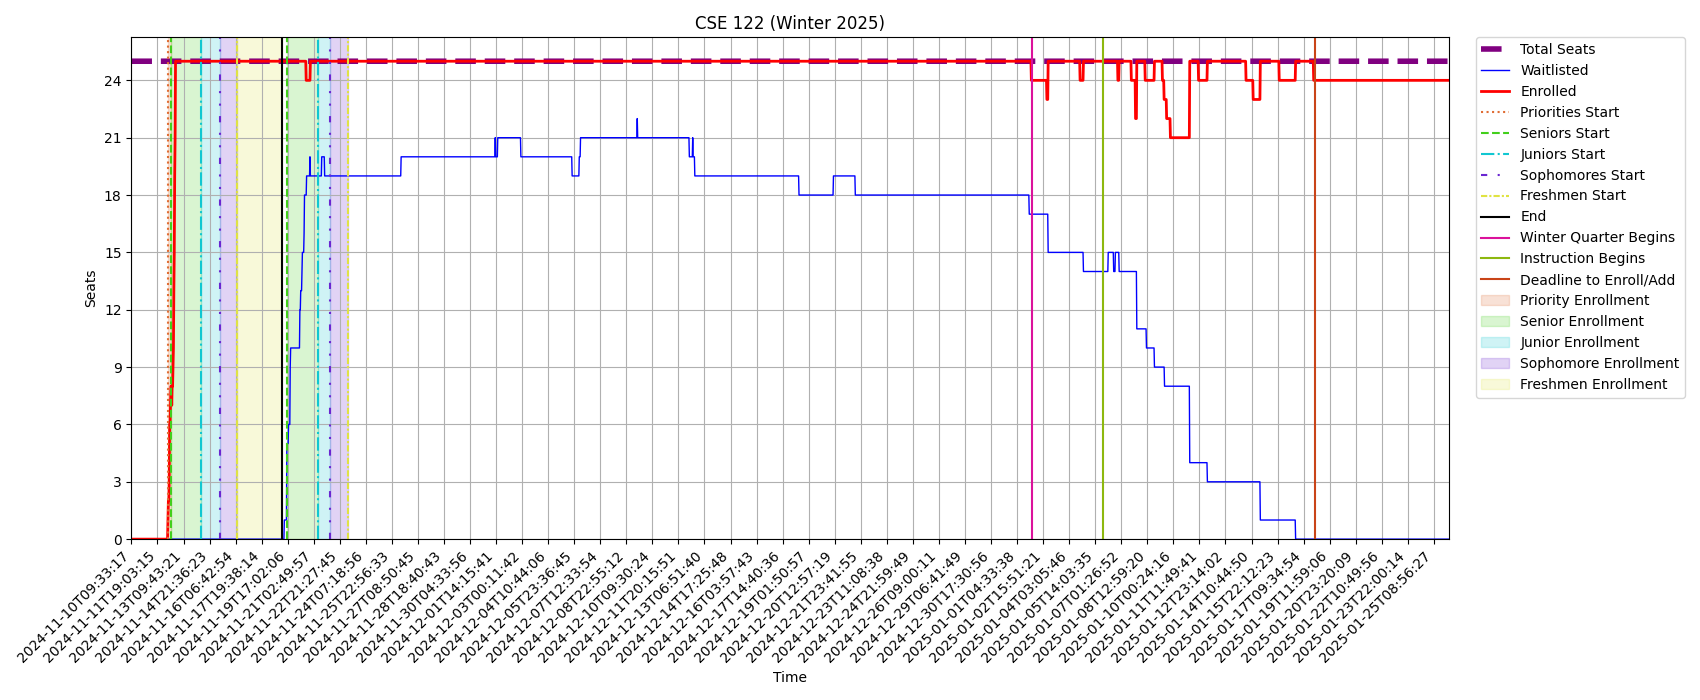 CSE 122 (Winter 2025)
Total Seats
Waitlisted
Enrolled
Priorities Start
Seniors Start
Juniors Start
Sophomores Start
Freshmen Start
End
Winter Quarter Begins
Instruction Begins
Deadline to Enroll/Add
Priority Enrollment
Senior Enrollment
Junior Enrollment
Sophomore Enrollment
Freshmen Enrollment
Seats
24
21
18
15
12
9
6
3
0
2024-11-10T09:33:17
2024-11-11T19:03:15
2024-11-13T09:43:21
2024-11-14T21:36:23
2024-11-16T06:42:54
2024-11-17T19:38:14
2024-11-19T17:02:06
2024-11-21T02:49:57
2024-11-22T21:27:45
2024-11-24T07:18:56
2024-11-25T22:56:33
2024-11-27T08:50:45
2024-11-28T18:40:43
2024-11-30T04:33:56
2024-12-01T14:15:41
2024-12-03T00:11:42
2024-12-04T10:44:06
2024-12-05T23:36:45
2024-12-07T12:33:54
2024-12-08T22:55:12
2024-12-10T09:30:24
2024-12-11T20:15:51
2024-12-13T06:51:40
2024-12-14T17:25:48
2024-12-16T03:57:43
2024-12-17T14:40:36
2024-12-19T01:50:57
2024-12-20T12:57:19
2024-12-21T23:41:55
2024-12-23T11:08:38
2024-12-24T21:59:49
2024-12-26T09:00:11
2024-12-29T06:41:49
2024-12-30T17:30:56
2025-01-01T04:33:38
2025-01-02T15:51:21
2025-01-04T03:05:46
2025-01-05T14:03:35
2025-01-07T01:26:52
2025-01-08T12:59:20
2025-01-10T00:24:16
2025-01-11T11:49:41
2025-01-12T23:14:02
2025-01-14T10:44:50
2025-01-15T22:12:23
2025-01-17T09:34:54
2025-01-19T11:59:06
2025-01-20T23:20:09
2025-01-22T10:49:56
2025-01-23T22:00:14
2025-01-25T08:56:27
Time